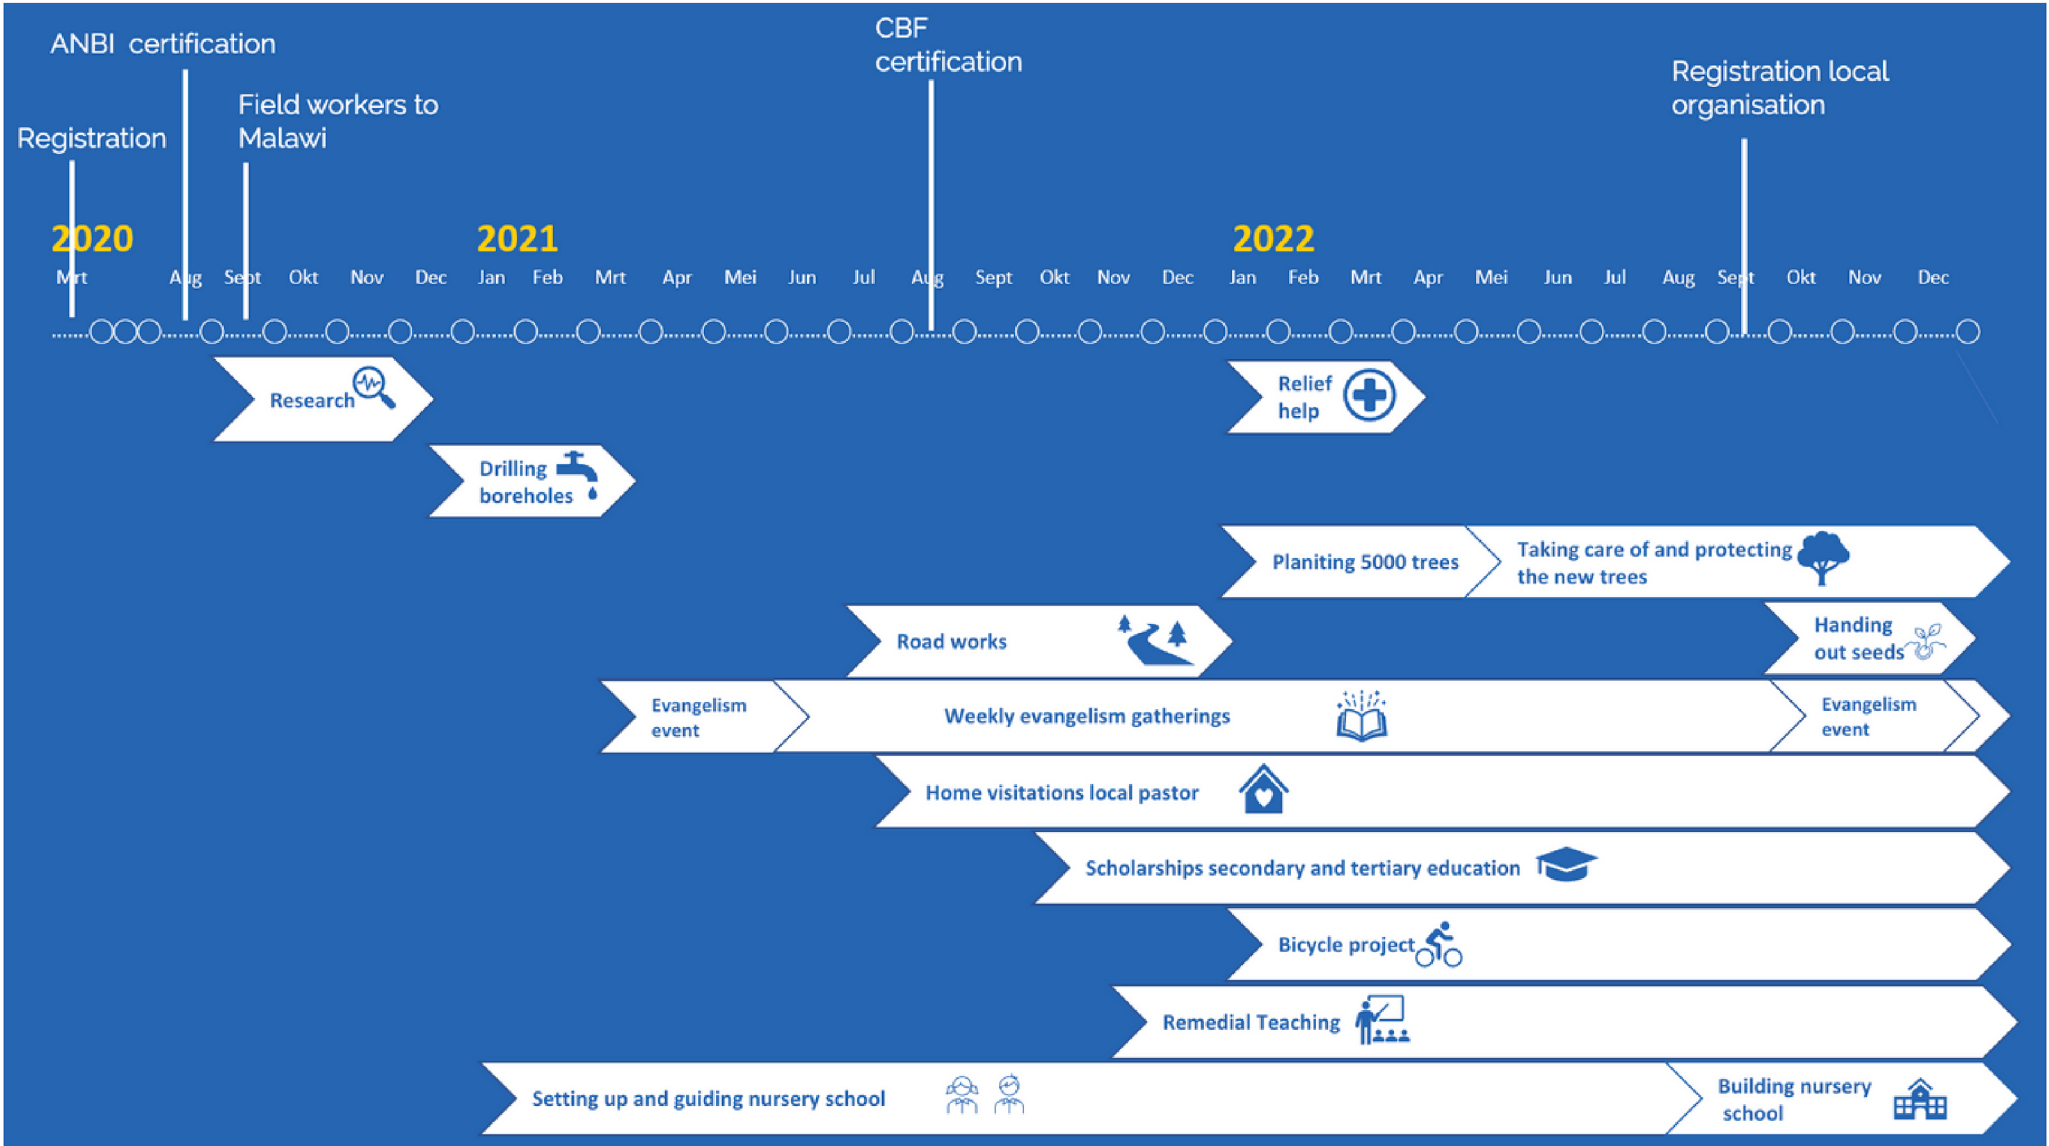 ANBI certification
CBF
certification
Registration local
organisation
Field workers to
Malawi
Registration
2020 2021 2022
Mrt Aug Sept Okt Nov Dec Jan Feb Mrt Apr Mei Jun Jul Aug Sept Okt Nov Dec Jan Feb Mrt Apr Mei Jun Jul Aug Sept Okt Nov Dec
Research
Relief
help
Drilling
boreholes
Planiting 5000 trees
Taking care of and protecting
the new trees
Road works
Handing
out seeds
Evangelism
event
Weekly evangelism gatherings
Evangelism
event
Home visitations local pastor
Scholarships secondary and tertiary education
Bicycle project
Remedial Teaching
Setting up and guiding nursery school
Building nursery
school